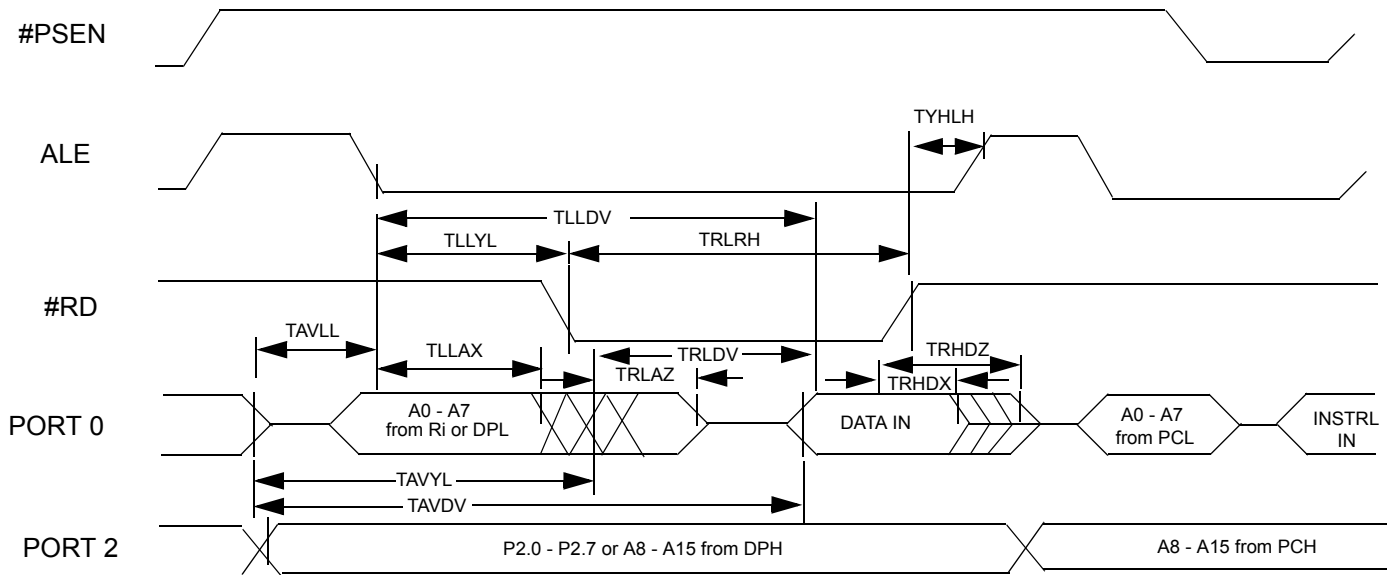 #PSEN
TYHLH
ALE
TLLDV
TLLYL
TRLRH
#RD
TAVLL
TLLAX
TRLDV
TRHDZ
TRLAZ
TRHDX
PORT 0
A0 - A7
from Ri or DPL
DATA IN
A0 - A7
from PCL
INSTRL
IN
TAVYL
TAVDV
PORT 2
P2.0 - P2.7 or A8 - A15 from DPH
A8 - A15 from PCH